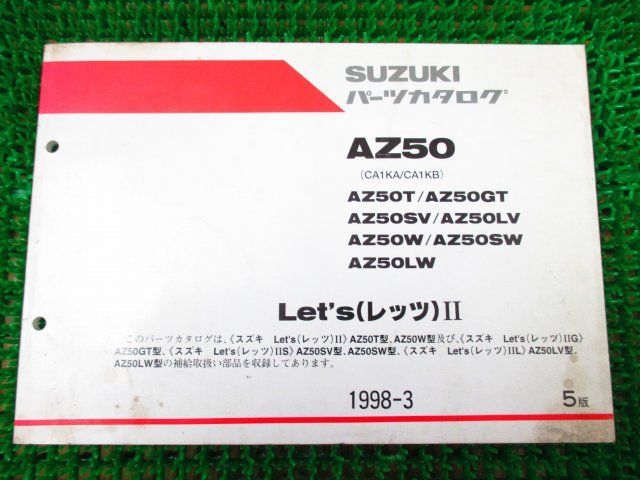 SUZUKI
パーツカタログ
AZ50
(CA1KA/CA1KB)
AZ50T/AZ50GT
AZ50SV/AZ50LV
AZ50W/AZ50SW
AZ50LW
Let's(レッツ)II
このパーツカタログは、〈スズキ Let's(レッツ)II〉AZ50T型、AZ50W型及び、〈スズキ Let's(レッツ)IIG〉
AZ50GT型、〈スズキ Let's(レッツ)IIS〉AZ50SV型、AZ50SW型、〈スズキ Let's(レッツ)IIL〉AZ50LV型、
AZ50LW型の補給取扱い部品を収録してあります。
1998-3
5版